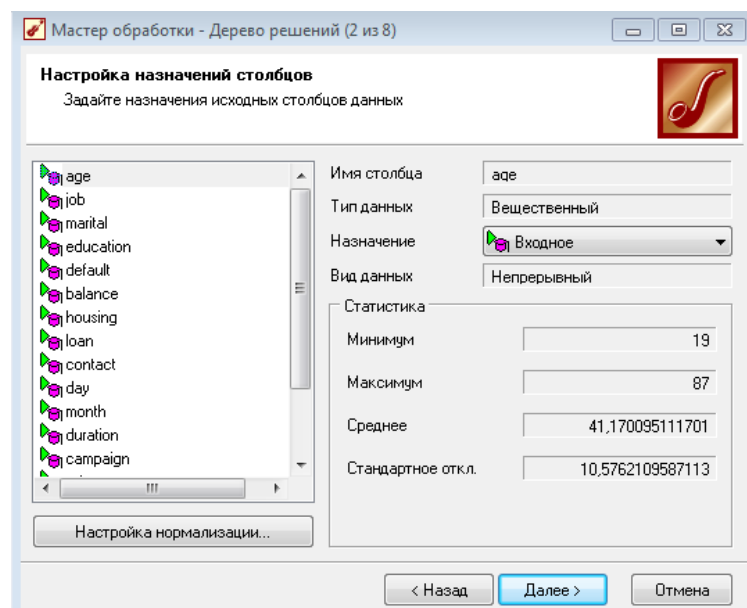 Мастер обработки - Дерево решений (2 из 8)
Настройка назначений столбцов
Задайте назначения исходных столбцов данных
age
job
marital
education
default
balance
housing
loan
contact
day
month
duration
campaign
Настройка нормализации...
Имя столбца age
Тип данных Вещественный
Назначение Входное
Вид данных Непрерывный
Статистика
Минимум 19
Максимум 87
Среднее 41,170095111701
Стандартное откл. 10,5762109587113
< Назад Далее > Отмена